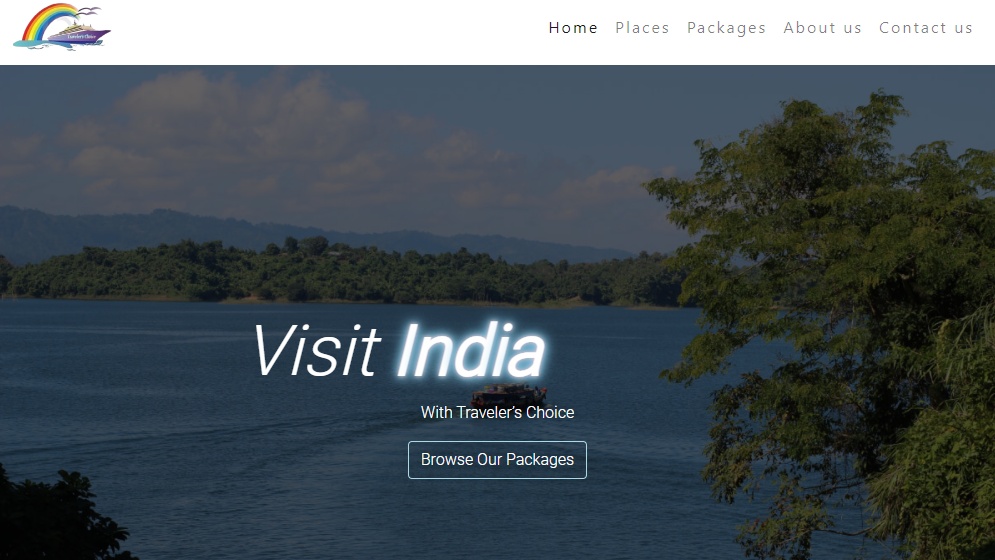 Traveler's Choice
Home Places Packages About us Contact us
Visit India
With Traveler's Choice
Browse Our Packages